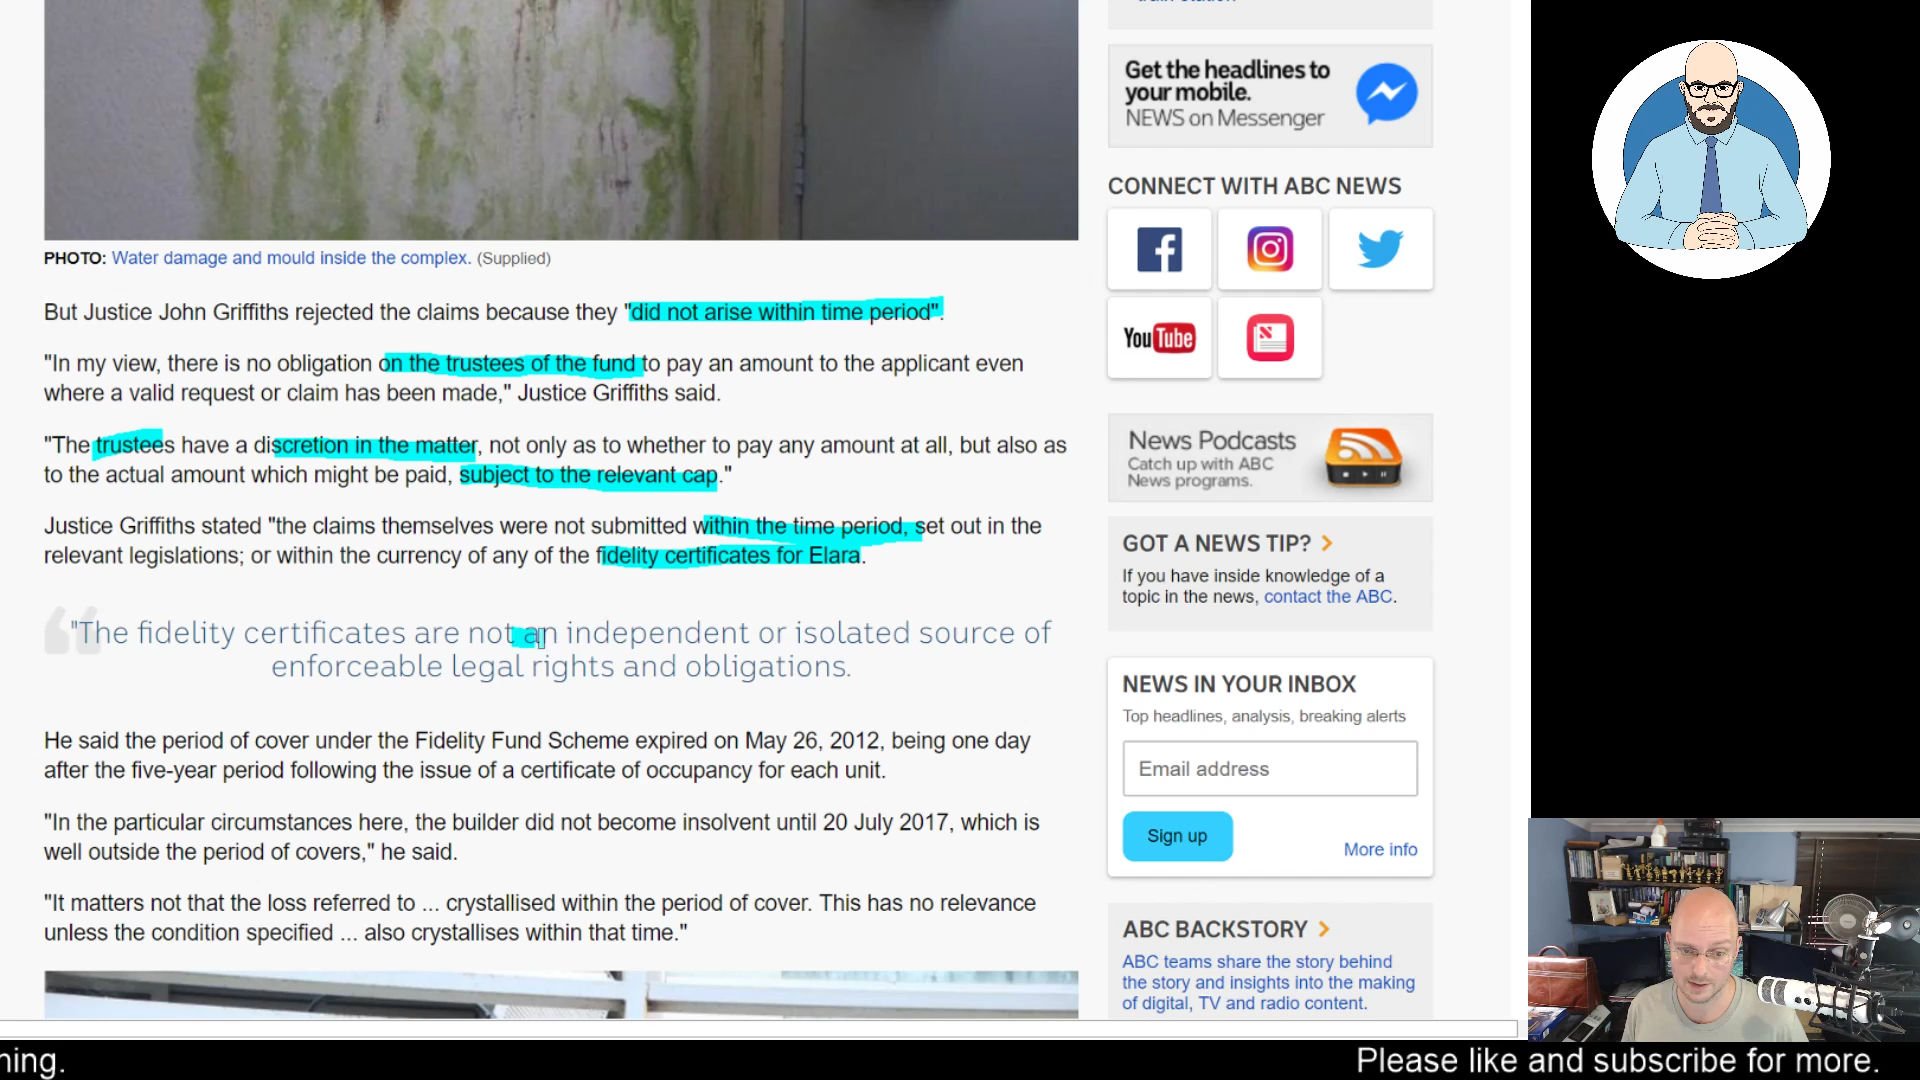 train station
Get the headlines to
your mobile.
NEWS on Messenger
CONNECT WITH ABC NEWS
YouTube
PHOTO: Water damage and mould inside the complex. (Supplied)
But Justice John Griffiths rejected the claims because they "did not arise within time period".
"In my view, there is no obligation on the trustees of the fund to pay an amount to the applicant even
where a valid request or claim has been made," Justice Griffiths said.
"The trustees have a discretion in the matter, not only as to whether to pay any amount at all, but also as
to the actual amount which might be paid, subject to the relevant cap."
Justice Griffiths stated "the claims themselves were not submitted within the time period, set out in the
relevant legislations; or within the currency of any of the fidelity certificates for Elara.
"The fidelity certificates are not an independent or isolated source of
enforceable legal rights and obligations.
He said the period of cover under the Fidelity Fund Scheme expired on May 26, 2012, being one day
after the five-year period following the issue of a certificate of occupancy for each unit.
"In the particular circumstances here, the builder did not become insolvent until 20 July 2017, which is
well outside the period of covers," he said.
"It matters not that the loss referred to ... crystallised within the period of cover. This has no relevance
unless the condition specified ... also crystallises within that time."
News Podcasts
Catch up with ABC
News programs.
GOT A NEWS TIP?
If you have inside knowledge of a
topic in the news, contact the ABC.
NEWS IN YOUR INBOX
Top headlines, analysis, breaking alerts
Email address
Sign up
More info
ABC BACKSTORY
ABC teams share the story behind
the story and insights into the making
of digital, TV and radio content.
ning.
Please like and subscribe for more.